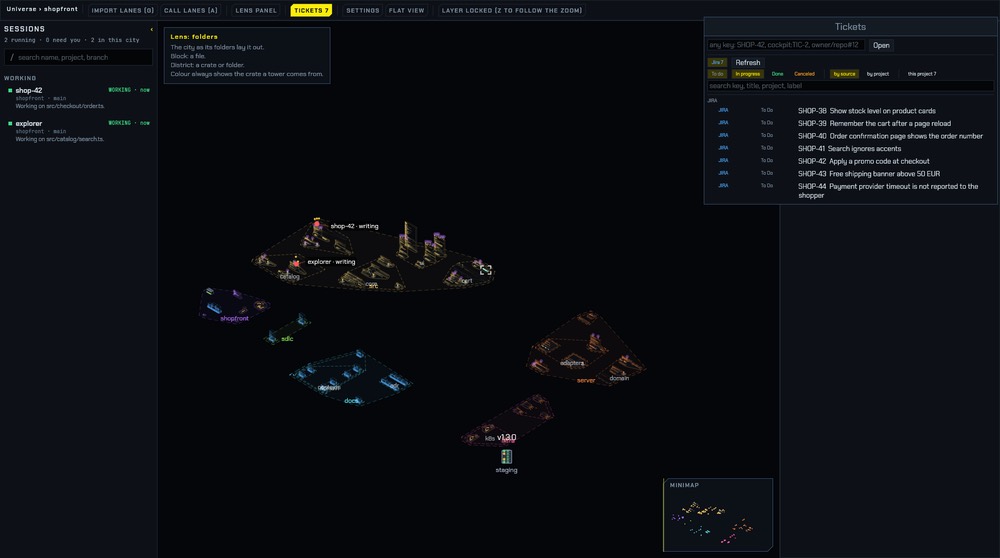 Universe › shopfront
IMPORT LANES [O]
CALL LANES [A]
LENS PANEL
TICKETS 7
SETTINGS
FLAT VIEW
LAYER LOCKED (Z TO FOLLOW THE ZOOM)
SESSIONS
2 running · 0 need you · 2 in this city
/ search name, project, branch
WORKING
shop-42 WORKING · now
shopfront · main
Working on src/checkout/order.ts.
explorer WORKING · now
shopfront · main
Working on src/catalog/search.ts.
Lens: folders
The city as its folders lay it out.
Block: a file.
District: a crate or folder.
Colour always shows the crate a tower comes from.
Tickets
any key: SHOP-42, cockpit:TIC-2, owner/repo#12 Open
Jira 7 Refresh
To do In progress Done Canceled by source by project this project 7
search key, title, project, label
JIRA
JIRA To Do SHOP-38 Show stock level on product cards
JIRA To Do SHOP-39 Remember the cart after a page reload
JIRA To Do SHOP-40 Order confirmation page shows the order number
JIRA To Do SHOP-41 Search ignores accents
JIRA To Do SHOP-42 Apply a promo code at checkout
JIRA To Do SHOP-43 Free shipping banner above 50 EUR
JIRA To Do SHOP-44 Payment provider timeout is not reported to the
shopper
shop-42 · writing
explorer · writing
catalog
src
cart
shopfront
sdlc
docs
adapters
server
domain
k8s
v1.3.0
staging
MINIMAP